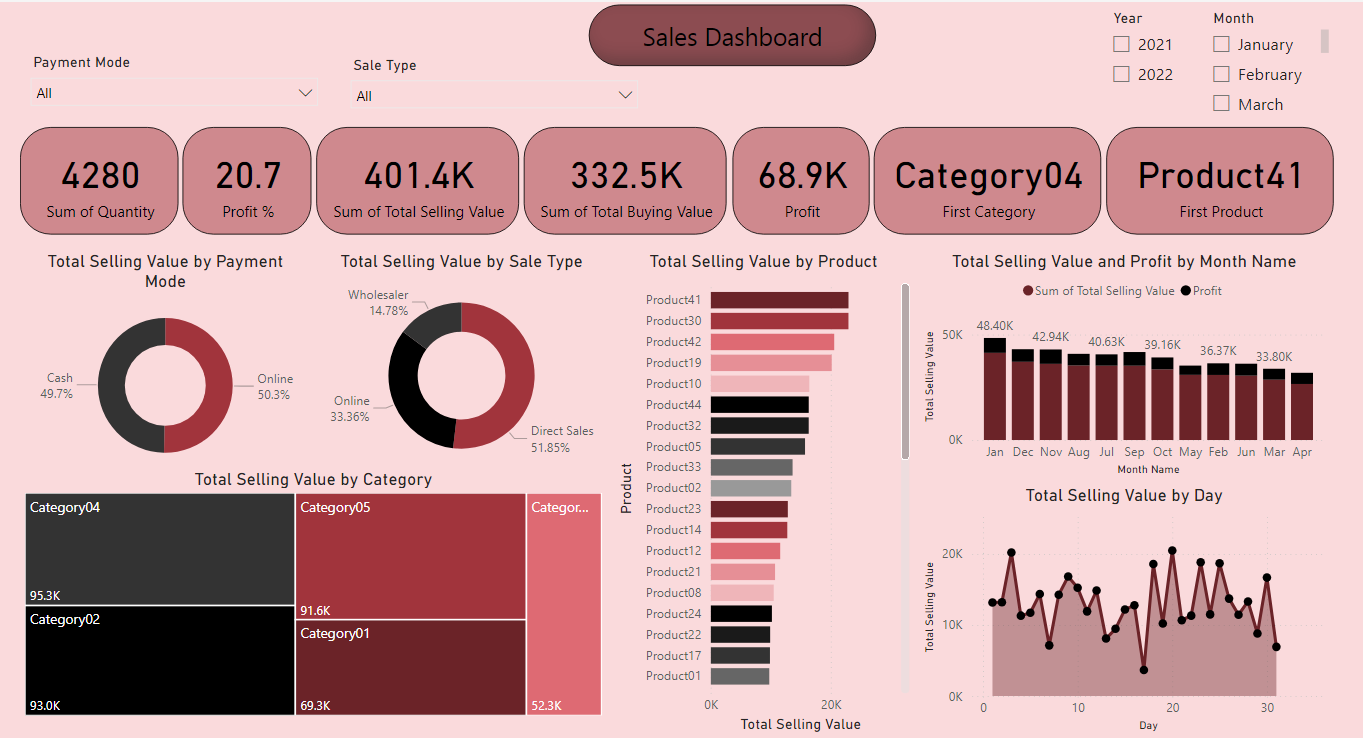 Sales Dashboard
Payment Mode
All
Sale Type
All
Year
2021
2022
Month
January
February
March
4280
Sum of Quantity
20.7
Profit %
401.4K
Sum of Total Selling Value
332.5K
Sum of Total Buying Value
68.9K
Profit
Category04
First Category
Product41
First Product
Total Selling Value by Payment
Mode
Cash
49.7%
Online
50.3%
Total Selling Value by Sale Type
Wholesaler
14.78%
Online
33.36%
Direct Sales
51.85%
Total Selling Value by Category
Category04
95.3K
Category02
93.0K
Category05
91.6K
Category01
69.3K
Categor...
52.3K
Total Selling Value by Product
Product
Product41
Product30
Product42
Product19
Product10
Product44
Product32
Product05
Product33
Product02
Product23
Product14
Product12
Product21
Product08
Product24
Product22
Product17
Product01
0K 20K
Total Selling Value
Total Selling Value and Profit by Month Name
Sum of Total Selling Value Profit
Total Selling Value
50K
0K
48.40K 42.94K 40.63K 39.16K 36.37K 33.80K
Jan Dec Nov Aug Jul Sep Oct May Feb Jun Mar Apr
Month Name
Total Selling Value by Day
Total Selling Value
20K
10K
0K
0 10 20 30
Day